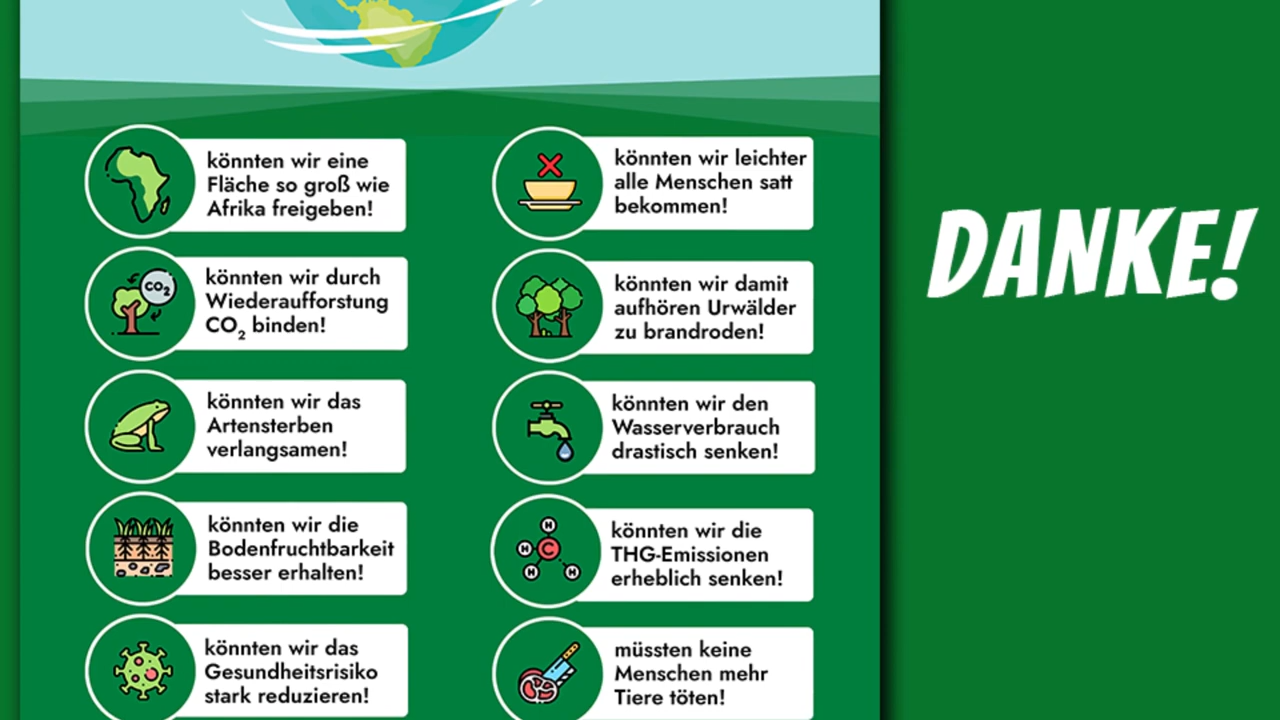 könnten wir eine
Fläche so groß wie
Afrika freigeben!
könnten wir leichter
alle Menschen satt
bekommen!
CO2
könnten wir durch
Wiederaufforstung
CO2 binden!
könnten wir damit
aufhören Urwälder
zu brandroden!
könnten wir das
Artensterben
verlangsamen!
könnten wir den
Wasserverbrauch
drastisch senken!
könnten wir die
Bodenfruchtbarkeit
besser erhalten!
H
H
C
H
H
könnten wir die
THG-Emissionen
erheblich senken!
könnten wir das
Gesundheitsrisiko
stark reduzieren!
müssten keine
Menschen mehr
Tiere töten!
DANKE!